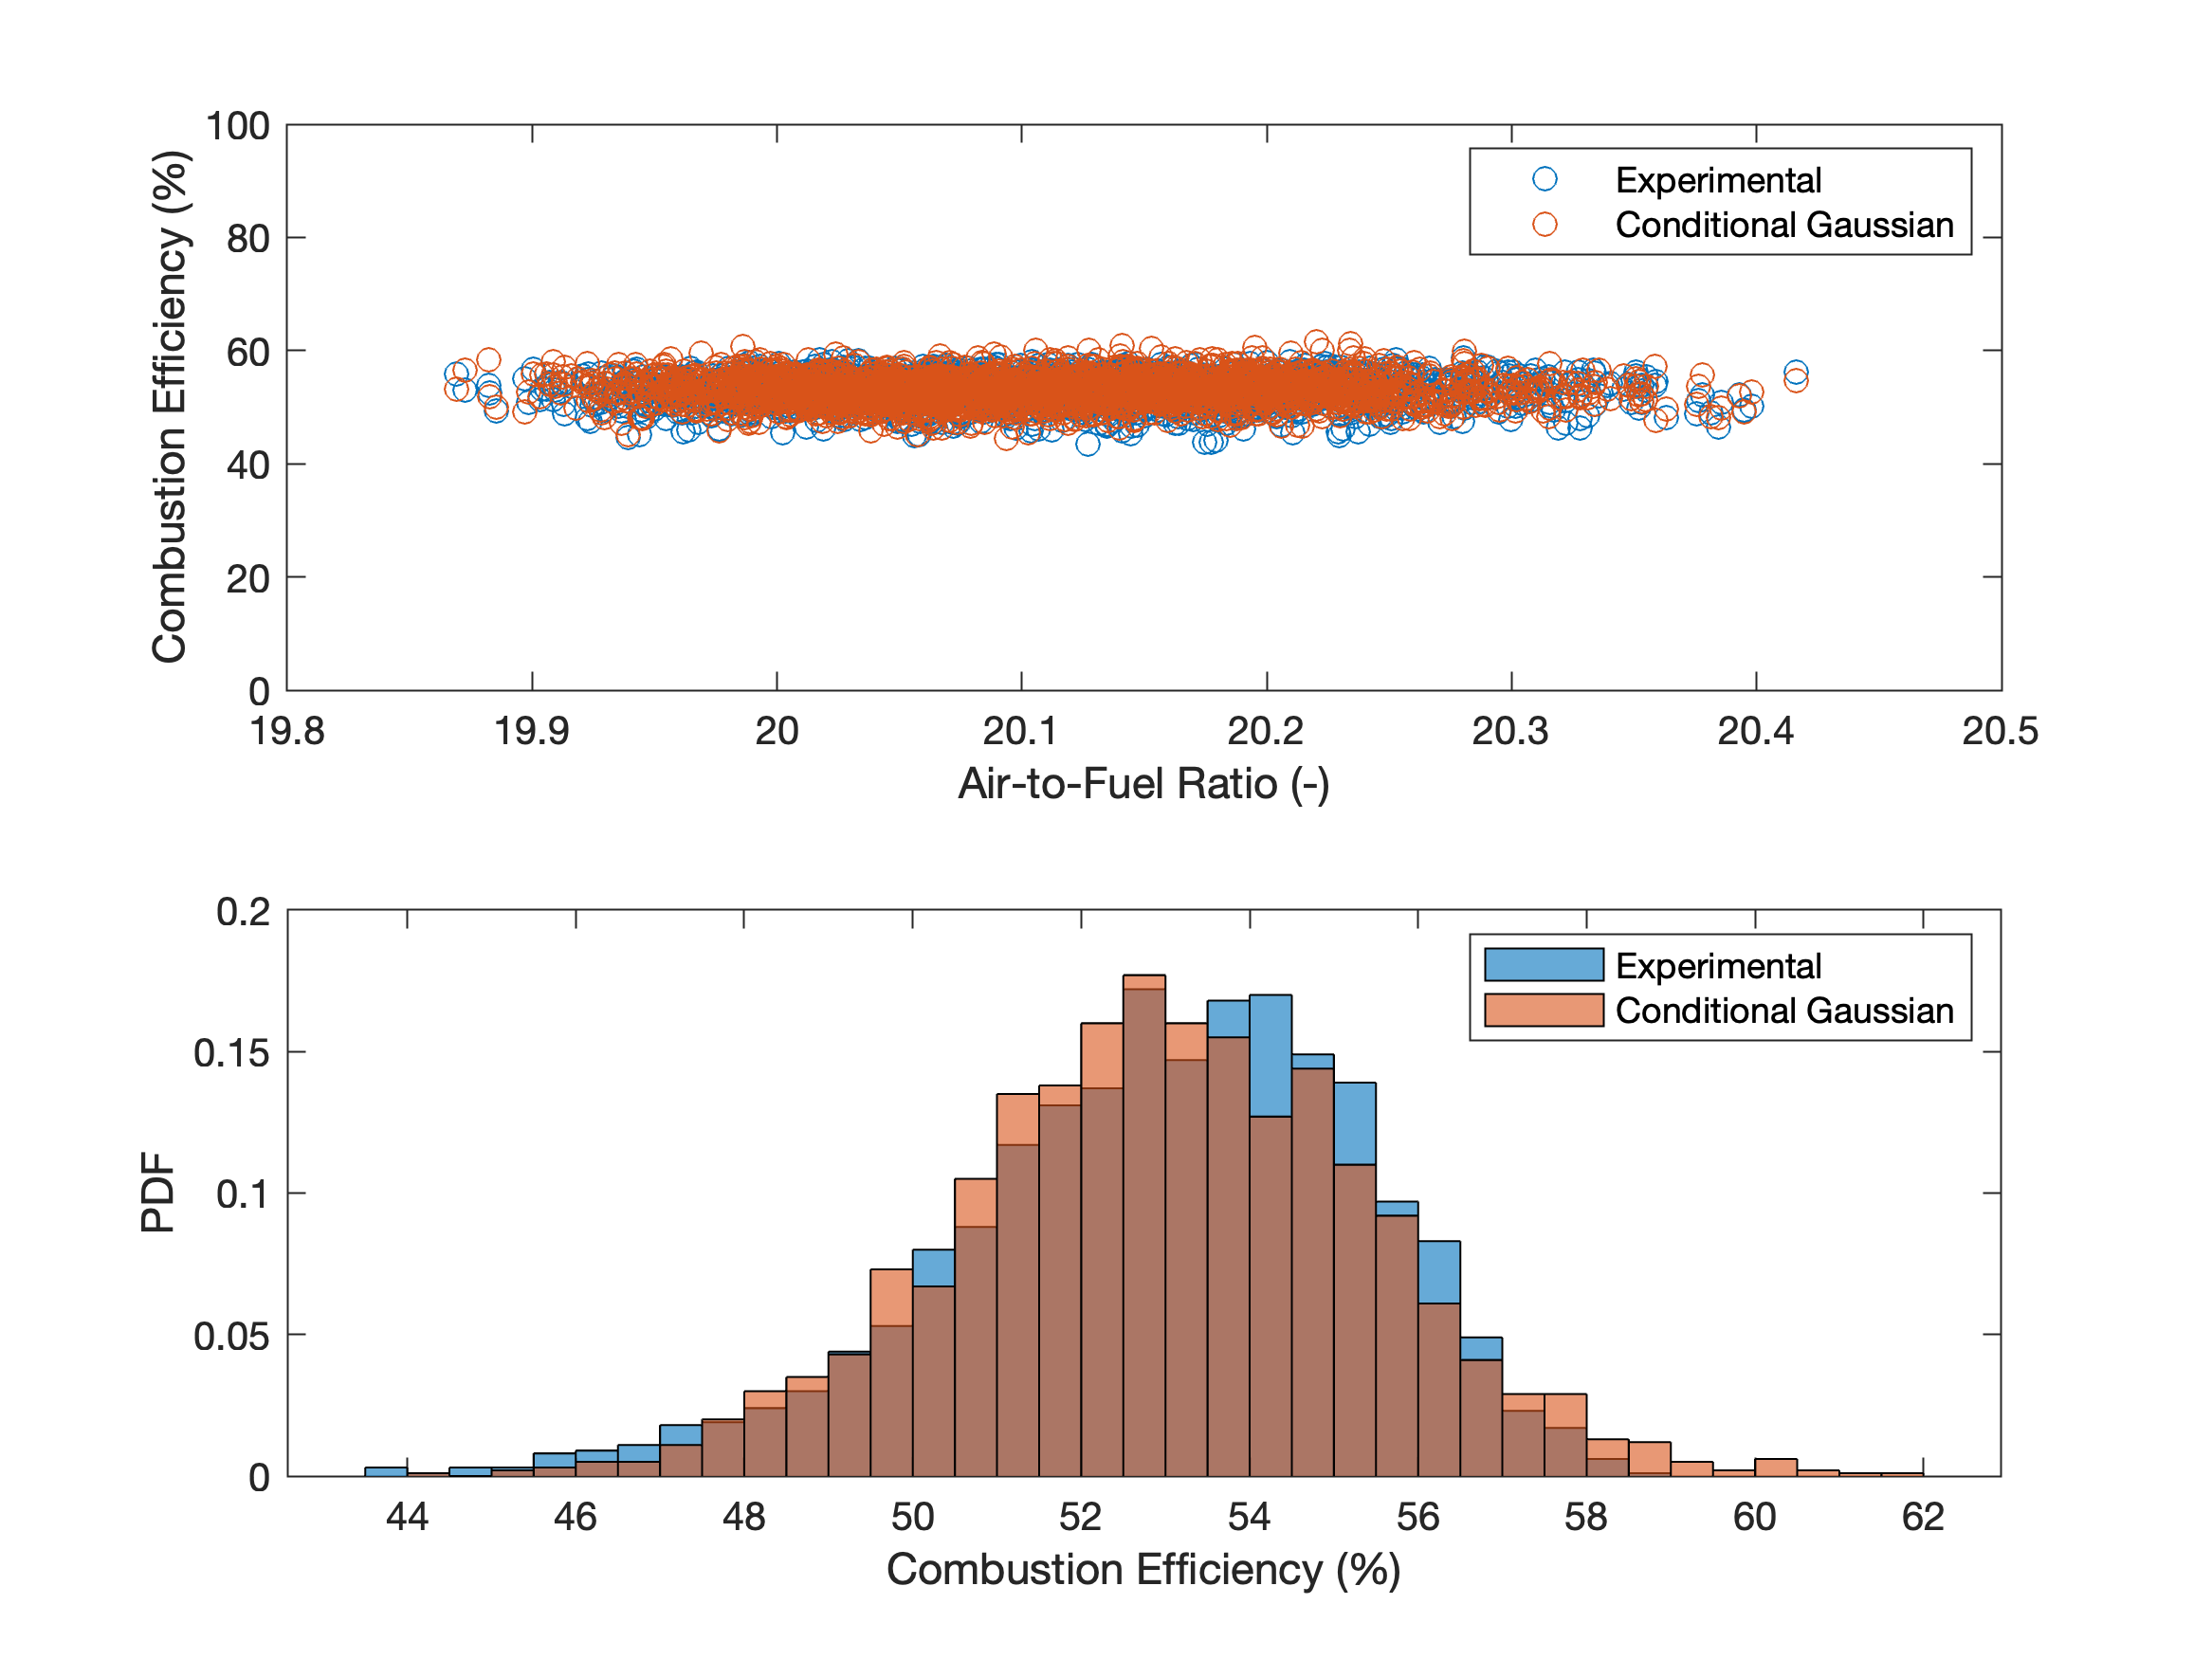 100
80
60
40
20
0
Combustion Efficiency (%)
Experimental
Conditional Gaussian
19.8 19.9 20 20.1 20.2 20.3 20.4 20.5
Air-to-Fuel Ratio (-)
0.2
0.15
0.1
0.05
0
PDF
Experimental
Conditional Gaussian
44 46 48 50 52 54 56 58 60 62
Combustion Efficiency (%)